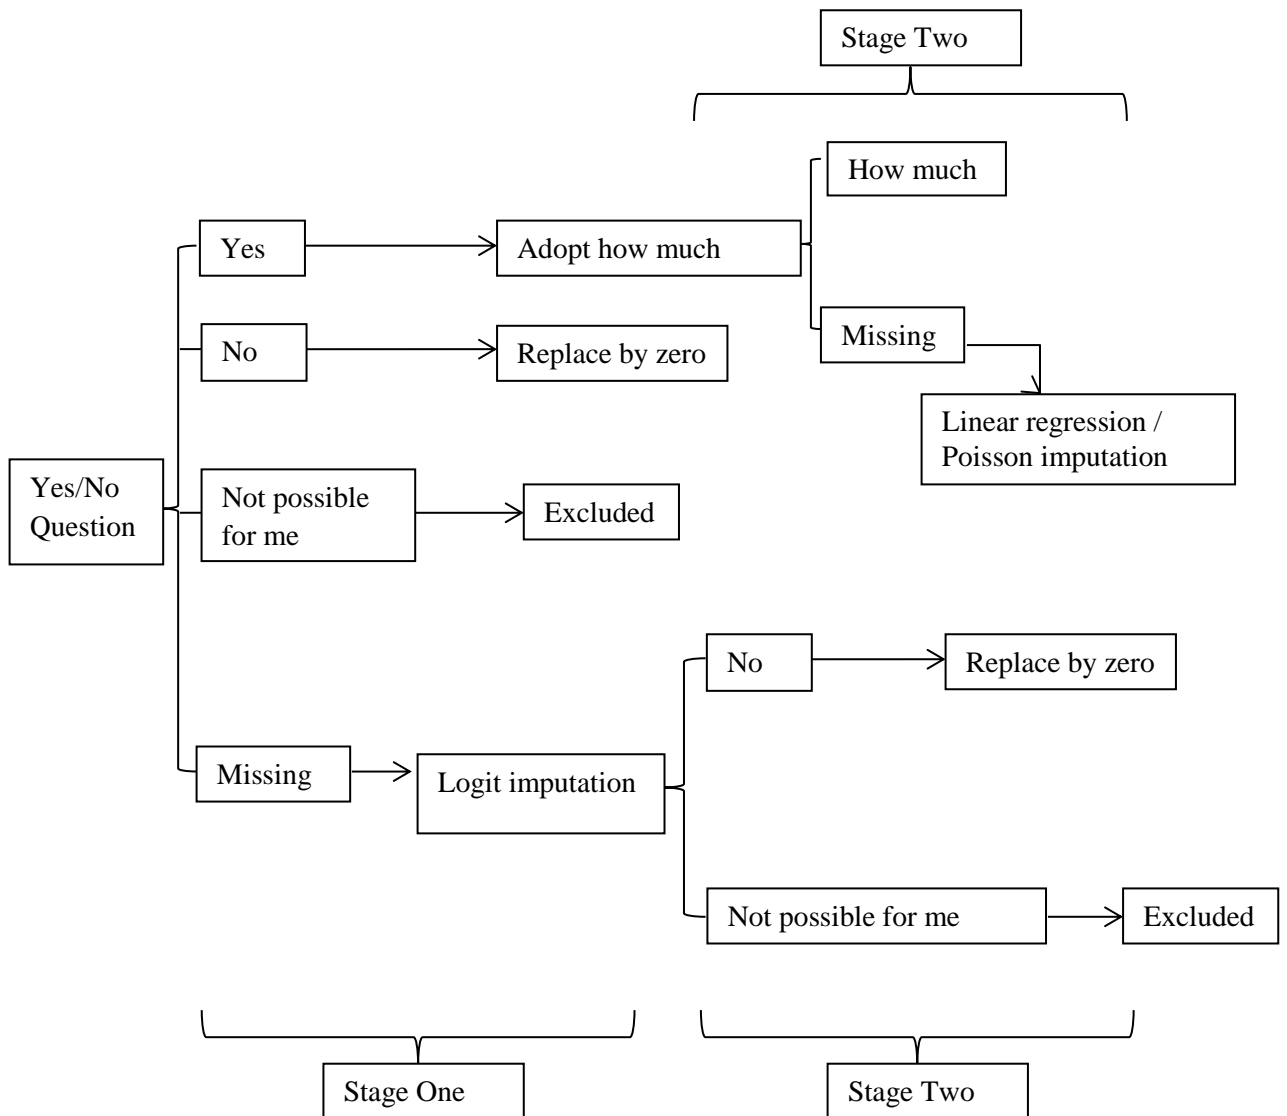 Stage Two
How much
Yes
Adopt how much
No
Replace by zero
Missing
Linear regression /
Poisson imputation
Yes/No
Question
Not possible
for me
Excluded
No
Replace by zero
Missing
Logit imputation
Not possible for me
Excluded
Stage One
Stage Two